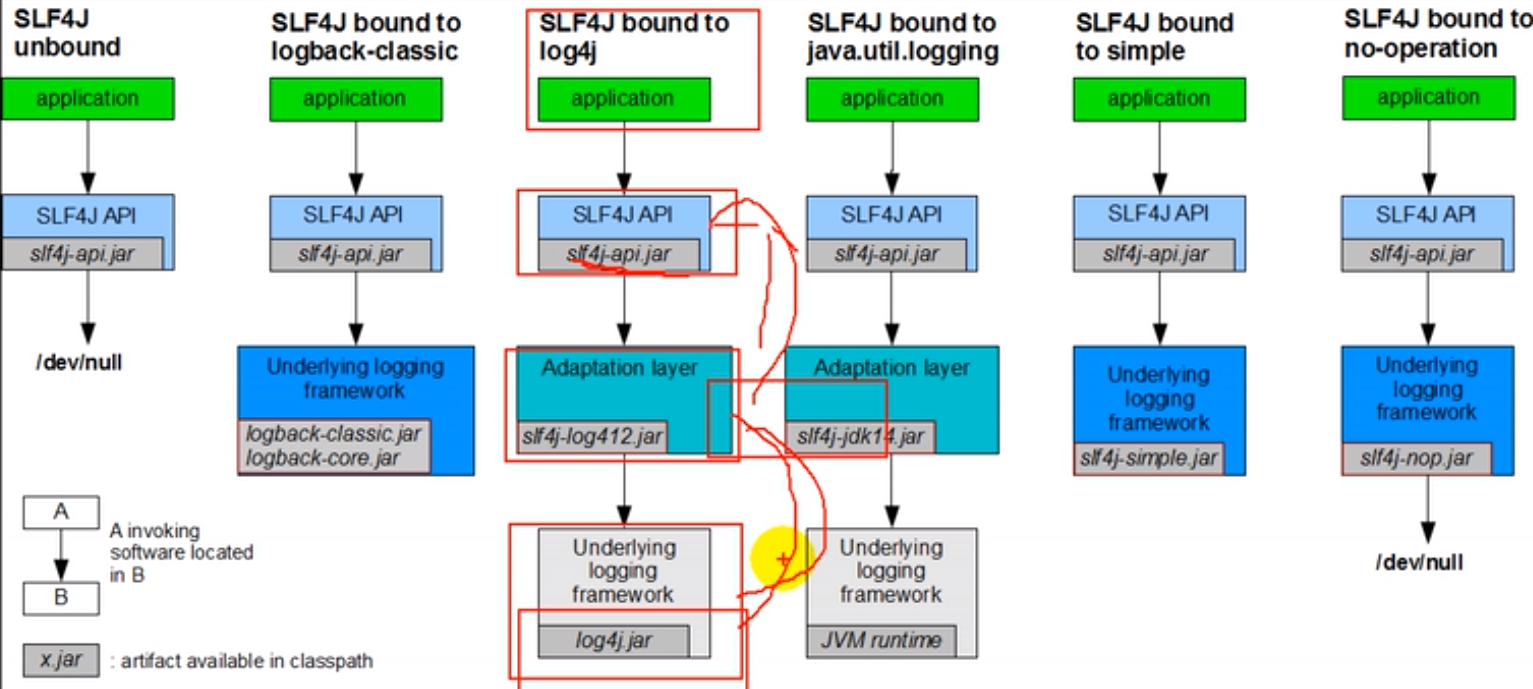 SLF4J
unbound
application
SLF4J API
slf4j-api.jar
/dev/null
SLF4J bound to
logback-classic
application
SLF4J API
slf4j-api.jar
Underlying logging
framework
logback-classic.jar
logback-core.jar
SLF4J bound to
log4j
application
SLF4J API
slf4j-api.jar
Adaptation layer
slf4j-log412.jar
Underlying
logging
framework
log4j.jar
SLF4J bound to
java.util.logging
application
SLF4J API
slf4j-api.jar
Adaptation layer
slf4j-jdk14.jar
Underlying
logging
framework
JVM runtime
SLF4J bound
to simple
application
SLF4J API
slf4j-api.jar
Underlying
logging
framework
slf4j-simple.jar
SLF4J bound to
no-operation
application
SLF4J API
slf4j-api.jar
Underlying
logging
framework
slf4j-nop.jar
/dev/null
A
B
A invoking
software located
in B
x.jar : artifact available in classpath